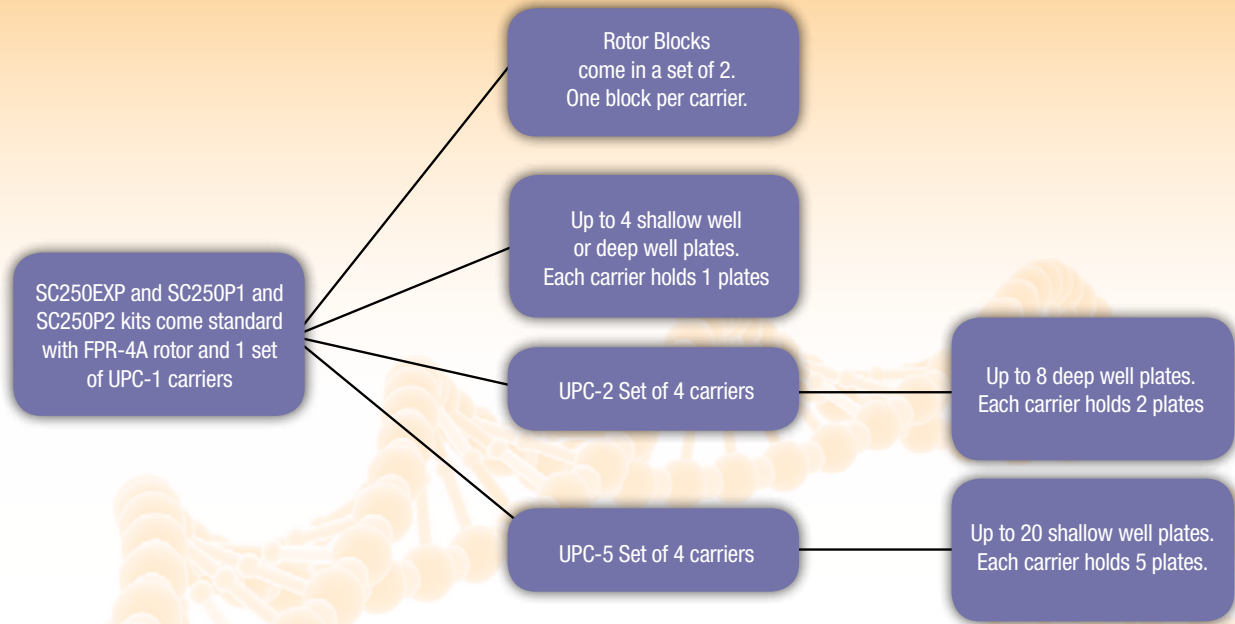 Rotor Blocks
come in a set of 2.
One block per carrier.
Up to 4 shallow well
or deep well plates.
Each carrier holds 1 plates
SC250EXP and SC250P1 and
SC250P2 kits come standard
with FPR-4A rotor and 1 set
of UPC-1 carriers
UPC-2 Set of 4 carriers
Up to 8 deep well plates.
Each carrier holds 2 plates
UPC-5 Set of 4 carriers
Up to 20 shallow well plates.
Each carrier holds 5 plates.